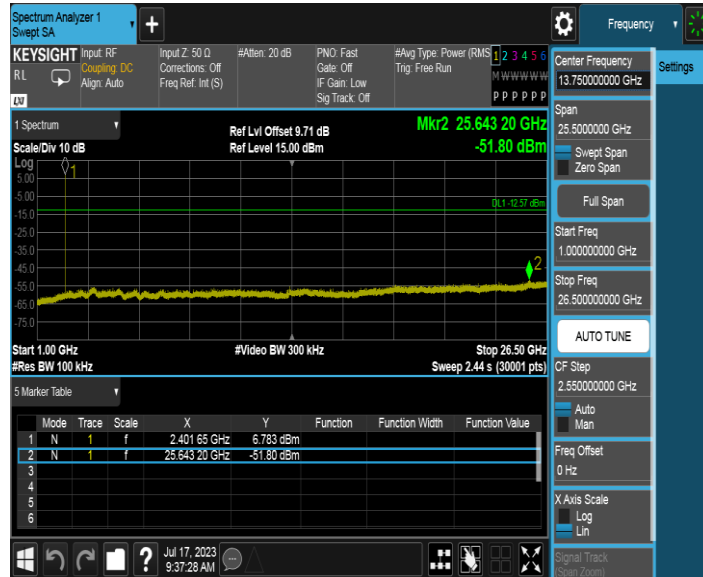 Spectrum Analyzer 1
Swept SA
+
Frequency
KEYSIGHT
RL
LXI
Input: RF
Coupling: DC
Align: Auto
Input Z: 50 Ω
Corrections: Off
Freq Ref: Int (S)
#Atten: 20 dB
PNO: Fast
Gate: Off
IF Gain: Low
Sig Track: Off
#Avg Type: Power (RMS
Trig: Free Run
1 2 3 4 5 6
M W W W W W
P P P P P P
1 Spectrum
Scale/Div 10 dB
Ref Lvl Offset 9.71 dB
Ref Level 15.00 dBm
Mkr2 25.643 20 GHz
-51.80 dBm
Log
5.00
-5.00
-15.0
-25.0
-35.0
-45.0
-55.0
-65.0
-75.0
1
DL1 -12.57 dBm
2
Start 1.00 GHz
#Res BW 100 kHz
#Video BW 300 kHz
Stop 26.50 GHz
Sweep 2.44 s (30001 pts)
5 Marker Table
Mode Trace Scale X Y Function Function Width Function Value
1 N 1 f 2.401 65 GHz 6.783 dBm
2 N 1 f 25.643 20 GHz -51.80 dBm
3
4
5
6
?
Jul 17, 2023
9:37:28 AM
Center Frequency
13.750000000 GHz
Span
25.5000000 GHz
Swept Span
Zero Span
Full Span
Start Freq
1.000000000 GHz
Stop Freq
26.500000000 GHz
AUTO TUNE
CF Step
2.550000000 GHz
Auto
Man
Freq Offset
0 Hz
X Axis Scale
Log
Lin
Signal Track
(Span Zoom)
Settings